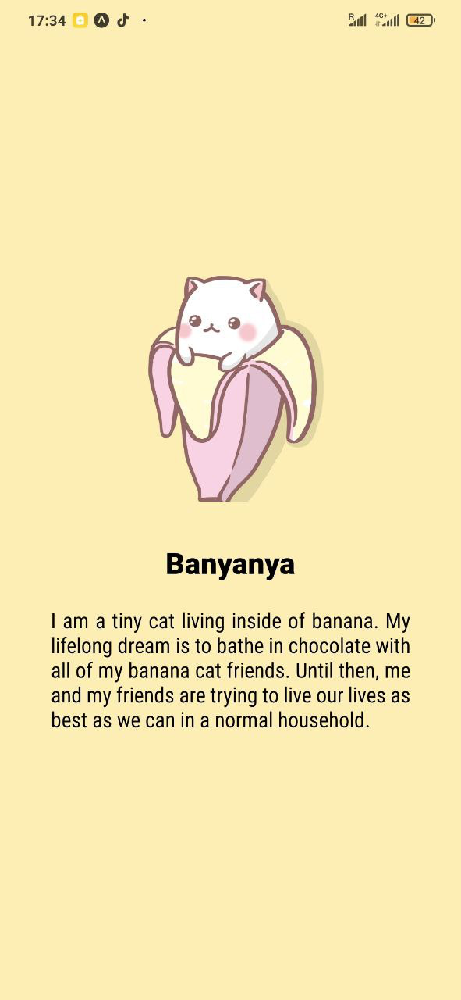 17:34
R 4G+ 42
Banyanya
I am a tiny cat living inside of banana. My
lifelong dream is to bathe in chocolate with
all of my banana cat friends. Until then, me
and my friends are trying to live our lives as
best as we can in a normal household.